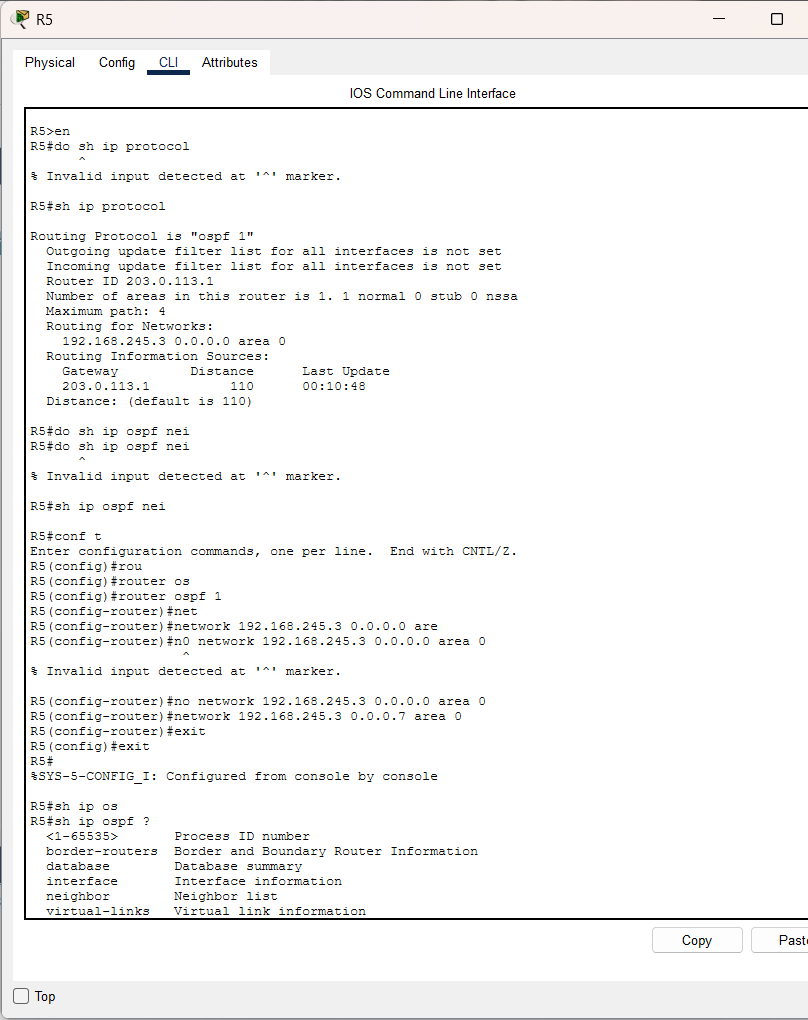 R5
Physical Config CLI Attributes
IOS Command Line Interface
R5>en
R5#do sh ip protocol
^
% Invalid input detected at '^' marker.
R5#sh ip protocol
Routing Protocol is "ospf 1"
Outgoing update filter list for all interfaces is not set
Incoming update filter list for all interfaces is not set
Router ID 203.0.113.1
Number of areas in this router is 1. 1 normal 0 stub 0 nssa
Maximum path: 4
Routing for Networks:
192.168.245.3 0.0.0.0 area 0
Routing Information Sources:
Gateway Distance Last Update
203.0.113.1 110 00:10:48
Distance: (default is 110)
R5#do sh ip ospf nei
R5#do sh ip ospf nei
^
% Invalid input detected at '^' marker.
R5#sh ip ospf nei
R5#conf t
Enter configuration commands, one per line. End with CNTL/Z.
R5(config)#rou
R5(config)#router os
R5(config)#router ospf 1
R5(config-router)#net
R5(config-router)#network 192.168.245.3 0.0.0.0 are
R5(config-router)#n0 network 192.168.245.3 0.0.0.0 area 0
^
% Invalid input detected at '^' marker.
R5(config-router)#no network 192.168.245.3 0.0.0.0 area 0
R5(config-router)#network 192.168.245.3 0.0.0.7 area 0
R5(config-router)#exit
R5(config)#exit
R5#
%SYS-5-CONFIG_I: Configured from console by console
R5#sh ip os
R5#sh ip ospf ?
<1-65535> Process ID number
border-routers Border and Boundary Router Information
database Database summary
interface Interface information
neighbor Neighbor list
virtual-links Virtual link information
Copy Past
Top